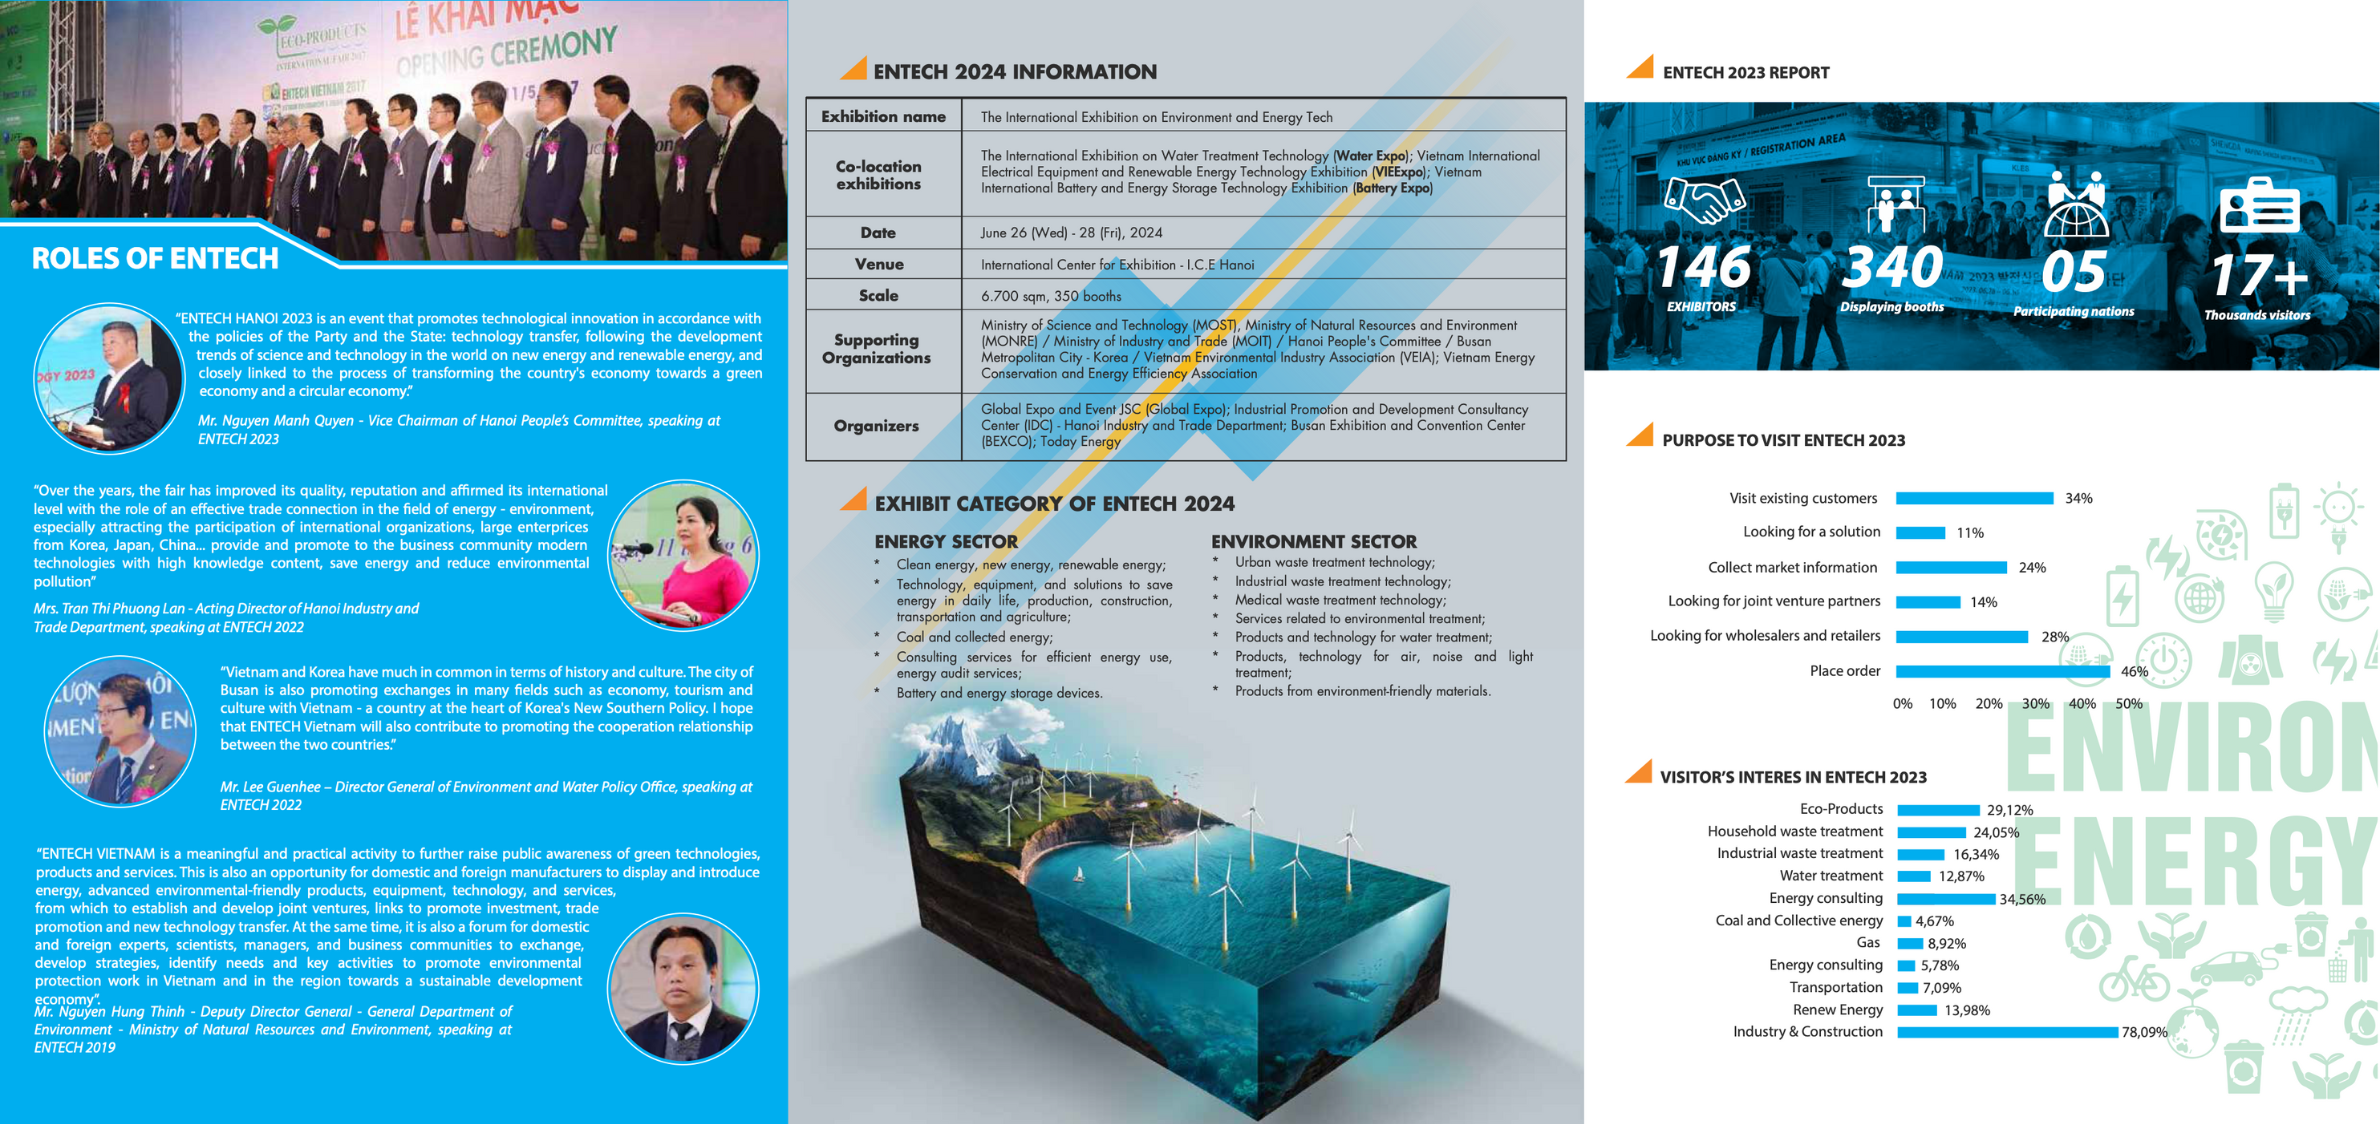 ECO-PRODUCTS
INTERNATIONAL FAIR 2017
LỄ KHAI MẠC
OPENING CEREMONY
ENTECH VIETNAM 2017
ROLES OF ENTECH
OGY 2023
“ENTECH HANOI 2023 is an event that promotes technological innovation in accordance with
the policies of the Party and the State: technology transfer, following the development
trends of science and technology in the world on new energy and renewable energy, and
closely linked to the process of transforming the country's economy towards a green
economy and a circular economy.”
Mr. Nguyen Manh Quyen - Vice Chairman of Hanoi People’s Committee, speaking at
ENTECH 2023
“Over the years, the fair has improved its quality, reputation and affirmed its international
level with the role of an effective trade connection in the field of energy - environment,
especially attracting the participation of international organizations, large enterprices
from Korea, Japan, China... provide and promote to the business community modern
technologies with high knowledge content, save energy and reduce environmental
pollution”
Mrs. Tran Thi Phuong Lan - Acting Director of Hanoi Industry and
Trade Department, speaking at ENTECH 2022
“Vietnam and Korea have much in common in terms of history and culture. The city of
Busan is also promoting exchanges in many fields such as economy, tourism and
culture with Vietnam - a country at the heart of Korea's New Southern Policy. I hope
that ENTECH Vietnam will also contribute to promoting the cooperation relationship
between the two countries.”
Mr. Lee Guenhee – Director General of Environment and Water Policy Office, speaking at
ENTECH 2022
“ENTECH VIETNAM is a meaningful and practical activity to further raise public awareness of green technologies,
products and services. This is also an opportunity for domestic and foreign manufacturers to display and introduce
energy, advanced environmental-friendly products, equipment, technology, and services,
from which to establish and develop joint ventures, links to promote investment, trade
promotion and new technology transfer. At the same time, it is also a forum for domestic
and foreign experts, scientists, managers, and business communities to exchange,
develop strategies, identify needs and key activities to promote environmental
protection work in Vietnam and in the region towards a sustainable development
economy”.
Mr. Nguyen Hung Thinh - Deputy Director General - General Department of
Environment - Ministry of Natural Resources and Environment, speaking at
ENTECH 2019
ENTECH 2024 INFORMATION
Exhibition name
The International Exhibition on Environment and Energy Tech
Co-location
exhibitions
The International Exhibition on Water Treatment Technology (Water Expo); Vietnam International
Electrical Equipment and Renewable Energy Technology Exhibition (VIEExpo); Vietnam
International Battery and Energy Storage Technology Exhibition (Battery Expo)
Date
June 26 (Wed) - 28 (Fri), 2024
Venue
International Center for Exhibition - I.C.E Hanoi
Scale
6.700 sqm, 350 booths
Supporting
Organizations
Ministry of Science and Technology (MOST), Ministry of Natural Resources and Environment
(MONRE) / Ministry of Industry and Trade (MOIT) / Hanoi People's Committee / Busan
Metropolitan City - Korea / Vietnam Environmental Industry Association (VEIA); Vietnam Energy
Conservation and Energy Efficiency Association
Organizers
Global Expo and Event JSC (Global Expo); Industrial Promotion and Development Consultancy
Center (IDC) - Hanoi Industry and Trade Department; Busan Exhibition and Convention Center
(BEXCO); Today Energy
EXHIBIT CATEGORY OF ENTECH 2024
ENERGY SECTOR
* Clean energy, new energy, renewable energy;
* Technology, equipment, and solutions to save
energy in daily life, production, construction,
transportation and agriculture;
* Coal and collected energy;
* Consulting services for efficient energy use,
energy audit services;
* Battery and energy storage devices.
ENVIRONMENT SECTOR
* Urban waste treatment technology;
* Industrial waste treatment technology;
* Medical waste treatment technology;
* Services related to environmental treatment;
* Products and technology for water treatment;
* Products, technology for air, noise and light
treatment;
* Products from environment-friendly materials.
ENTECH 2023 REPORT
KHU VỰC ĐĂNG KÝ / REGISTRATION AREA
146
EXHIBITORS
340
Displaying booths
05
Participating nations
17+
Thousands visitors
PURPOSE TO VISIT ENTECH 2023
Visit existing customers 34%
Looking for a solution 11%
Collect market information 24%
Looking for joint venture partners 14%
Looking for wholesalers and retailers 28%
Place order 46%
0% 10% 20% 30% 40% 50%
ENVIRON
ENERGY
VISITOR’S INTERES IN ENTECH 2023
Eco-Products 29,12%
Household waste treatment 24,05%
Industrial waste treatment 16,34%
Water treatment 12,87%
Energy consulting 34,56%
Coal and Collective energy 4,67%
Gas 8,92%
Energy consulting 5,78%
Transportation 7,09%
Renew Energy 13,98%
Industry & Construction 78,09%